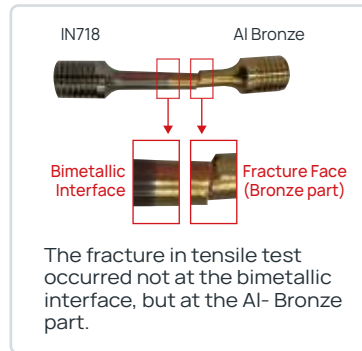 IN718 Al Bronze
Bimetallic
Interface
Fracture Face
(Bronze part)
The fracture in tensile test
occurred not at the bimetallic
interface, but at the Al- Bronze
part.